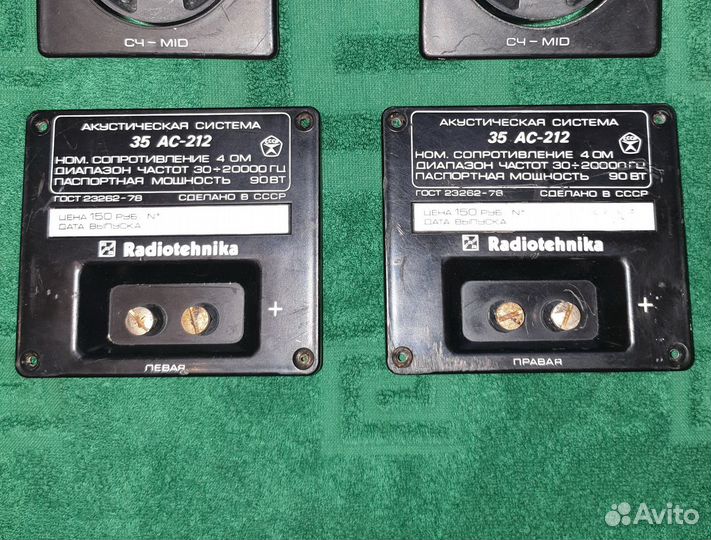 СЧ – MID
СЧ – MID
АКУСТИЧЕСКАЯ СИСТЕМА
35 АС-212
СССР
НОМ. СОПРОТИВЛЕНИЕ 4 ОМ
ДИАПАЗОН ЧАСТОТ 30÷20000 ГЦ
ПАСПОРТНАЯ МОЩНОСТЬ 90 ВТ
ГОСТ 23262-78 СДЕЛАНО В СССР
ЦЕНА 150 РУБ. N°
ДАТА ВЫПУСКА
Radiotehnika
+
ЛЕВАЯ
АКУСТИЧЕСКАЯ СИСТЕМА
35 АС-212
СССР
НОМ. СОПРОТИВЛЕНИЕ 4 ОМ
ДИАПАЗОН ЧАСТОТ 30÷20000 ГЦ
ПАСПОРТНАЯ МОЩНОСТЬ 90 ВТ
ГОСТ 23262-78 СДЕЛАНО В СССР
ЦЕНА 150 РУБ. N°
ДАТА ВЫПУСКА
Radiotehnika
+
ПРАВАЯ
Avito